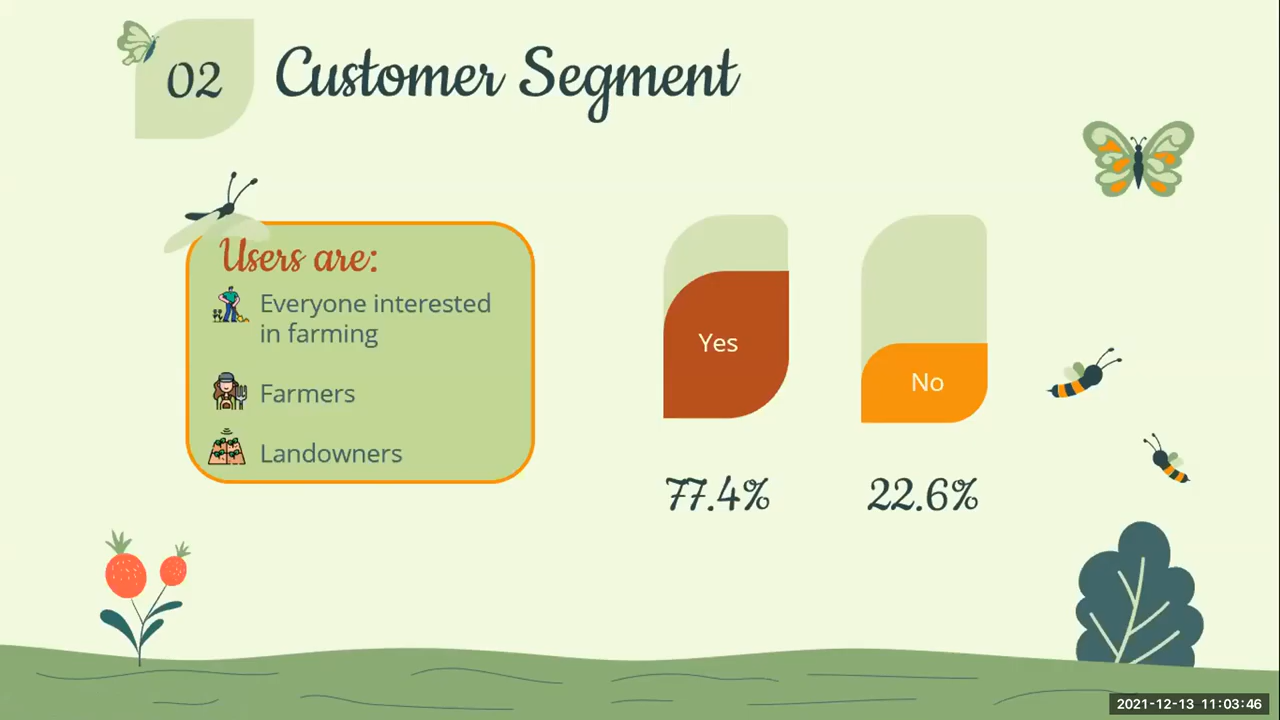 02
Customer Segment
Users are:
Everyone interested
in farming
Farmers
Landowners
Yes
No
77.4%
22.6%
2021-12-13 11:03:46